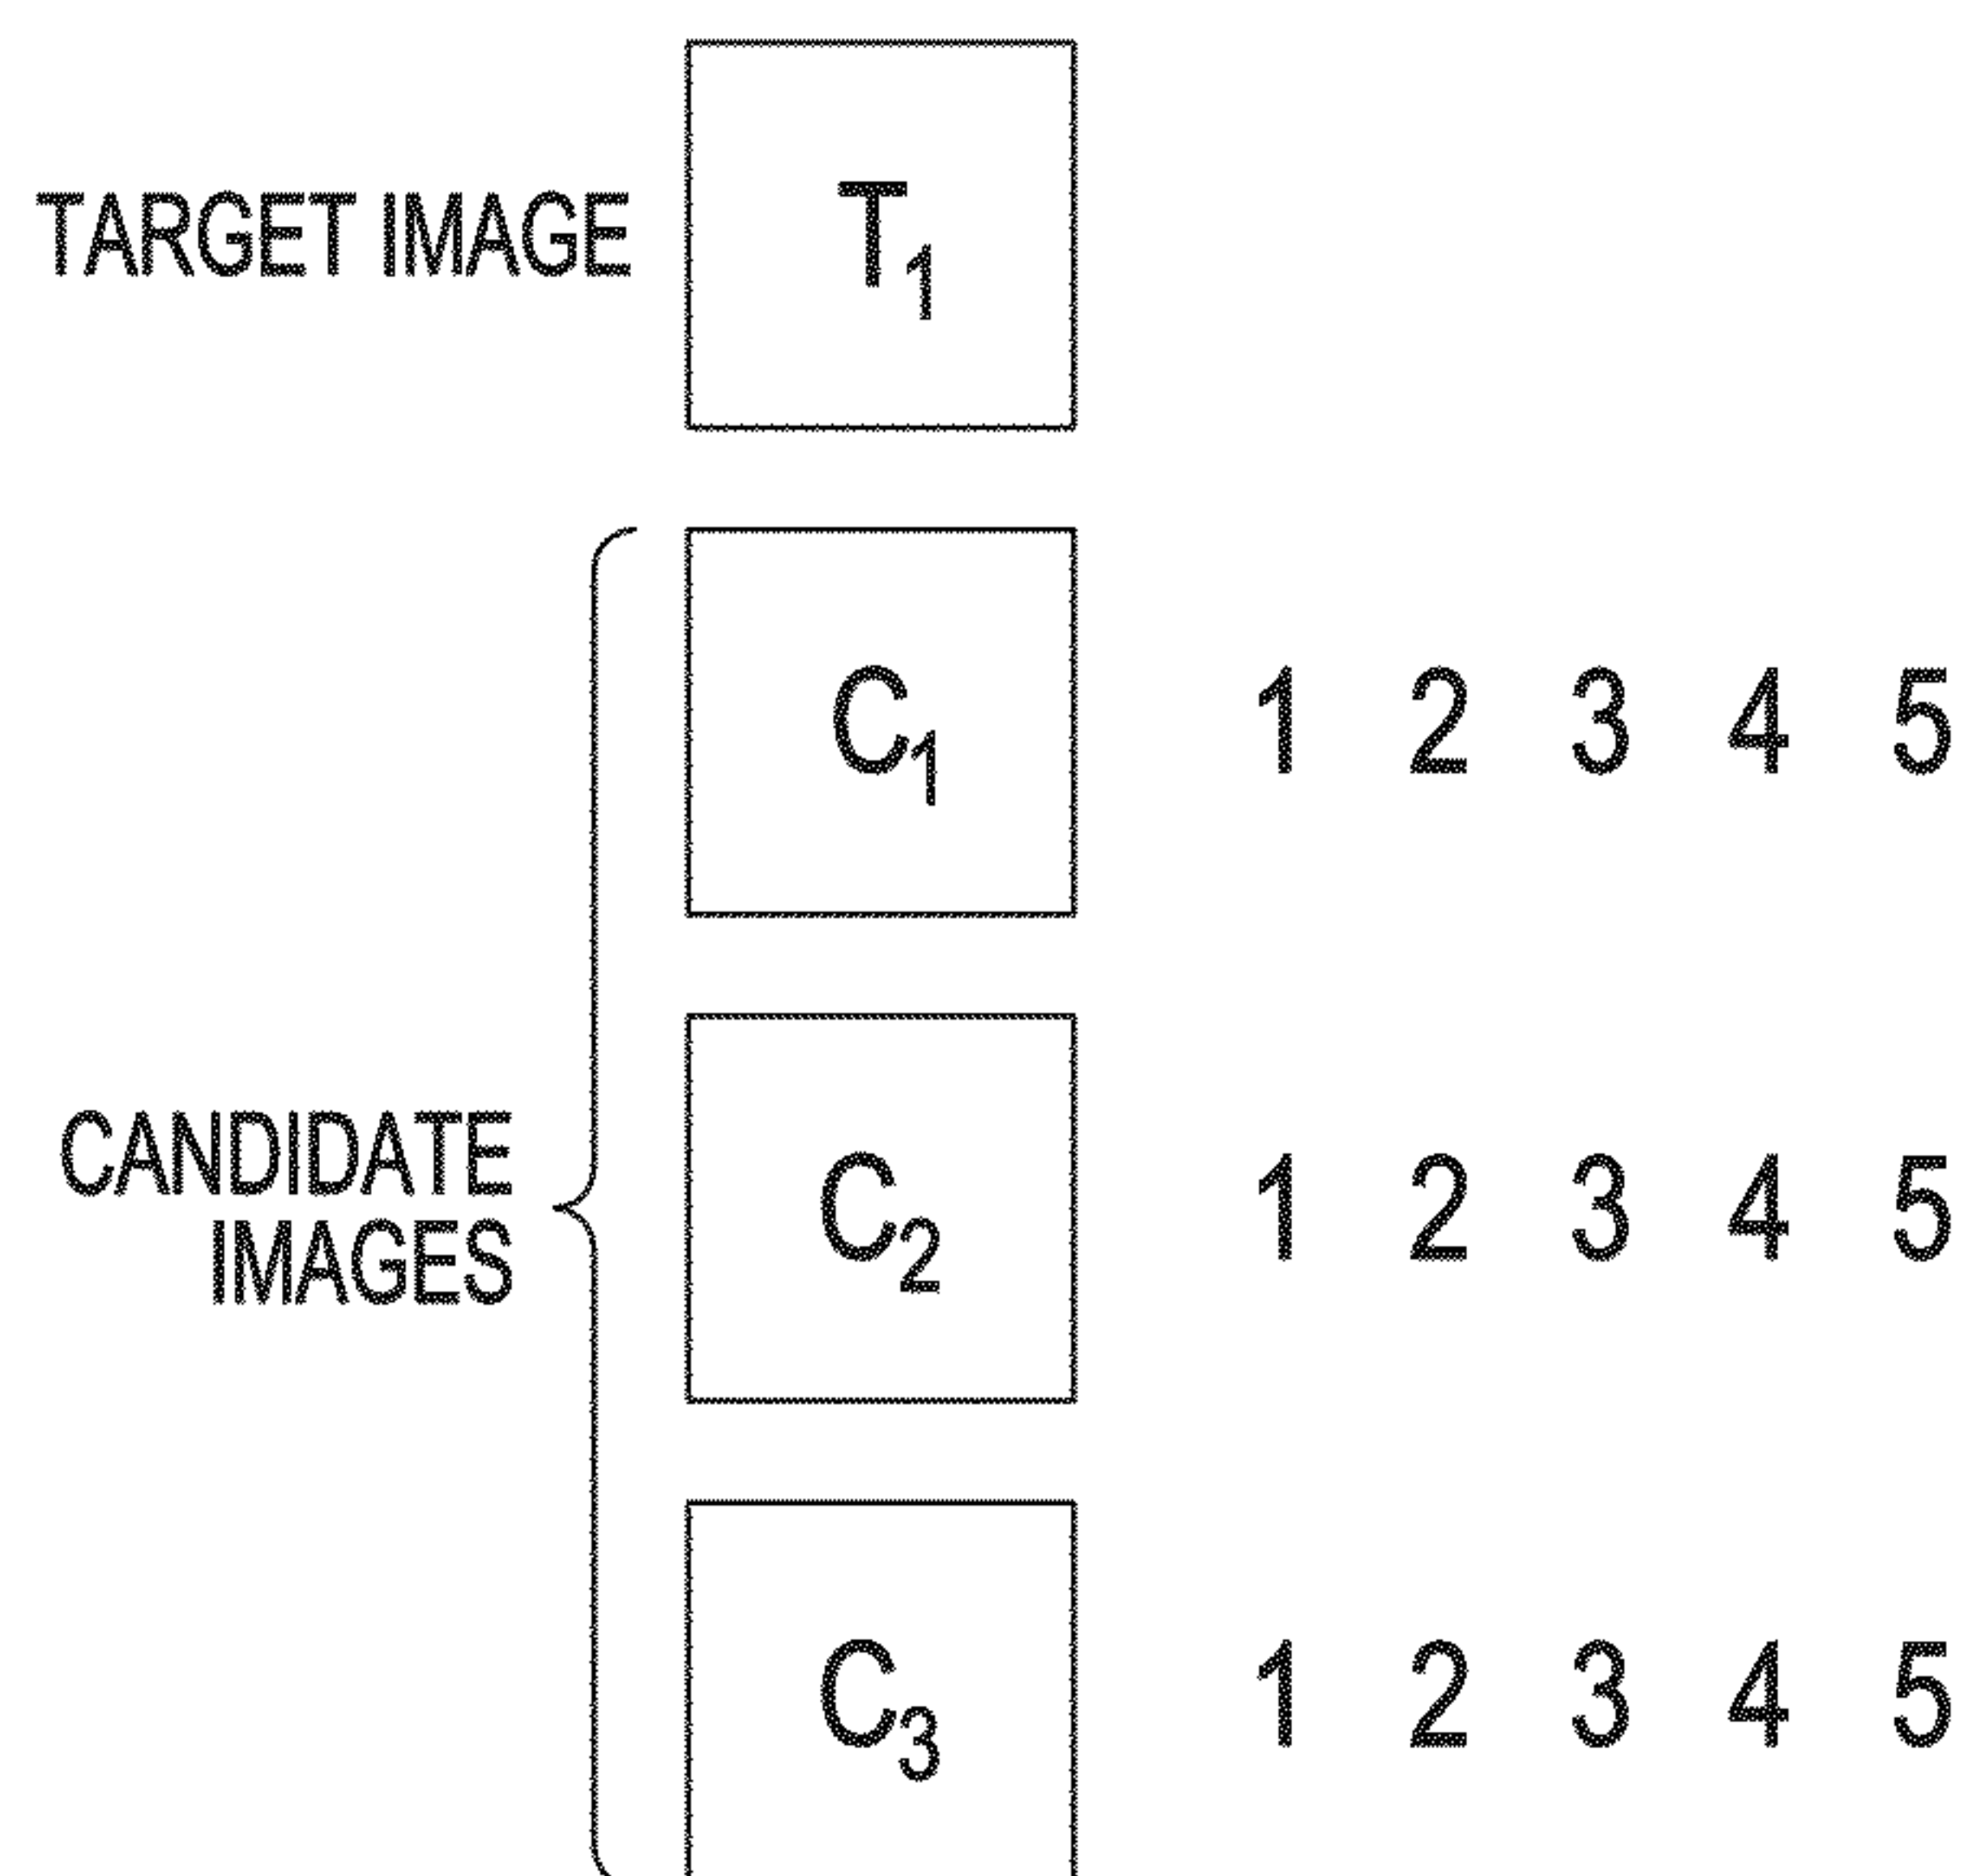 TARGET IMAGE T₁
C₁ 1 2 3 4 5
CANDIDATE
IMAGES
C₂ 1 2 3 4 5
C₃ 1 2 3 4 5